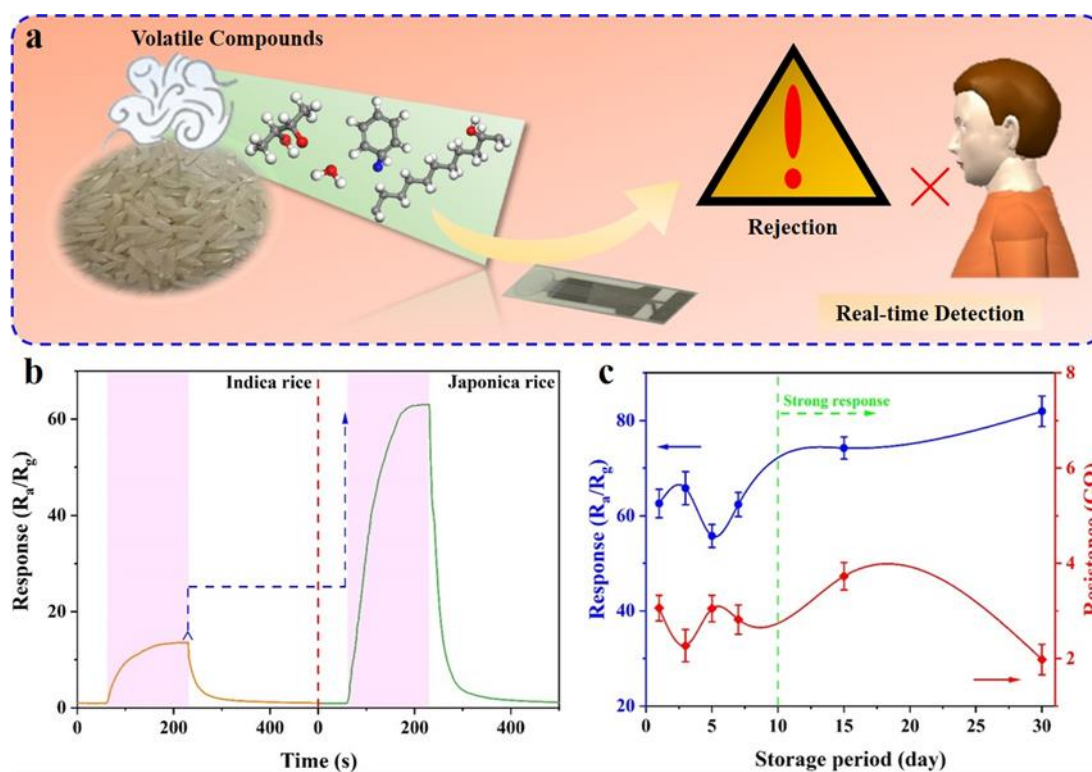 a
Volatile Compounds
Rejection
Real-time Detection
b
Indica rice
Japonica rice
Response (Ra/Rg)
60
40
20
0
0
200
0
200
400
Time (s)
c
Strong response
Response (Ra/Rg)
80
60
40
20
8
6
4
2
Resistance (GΩ)
0
5
10
15
20
25
30
Storage period (day)